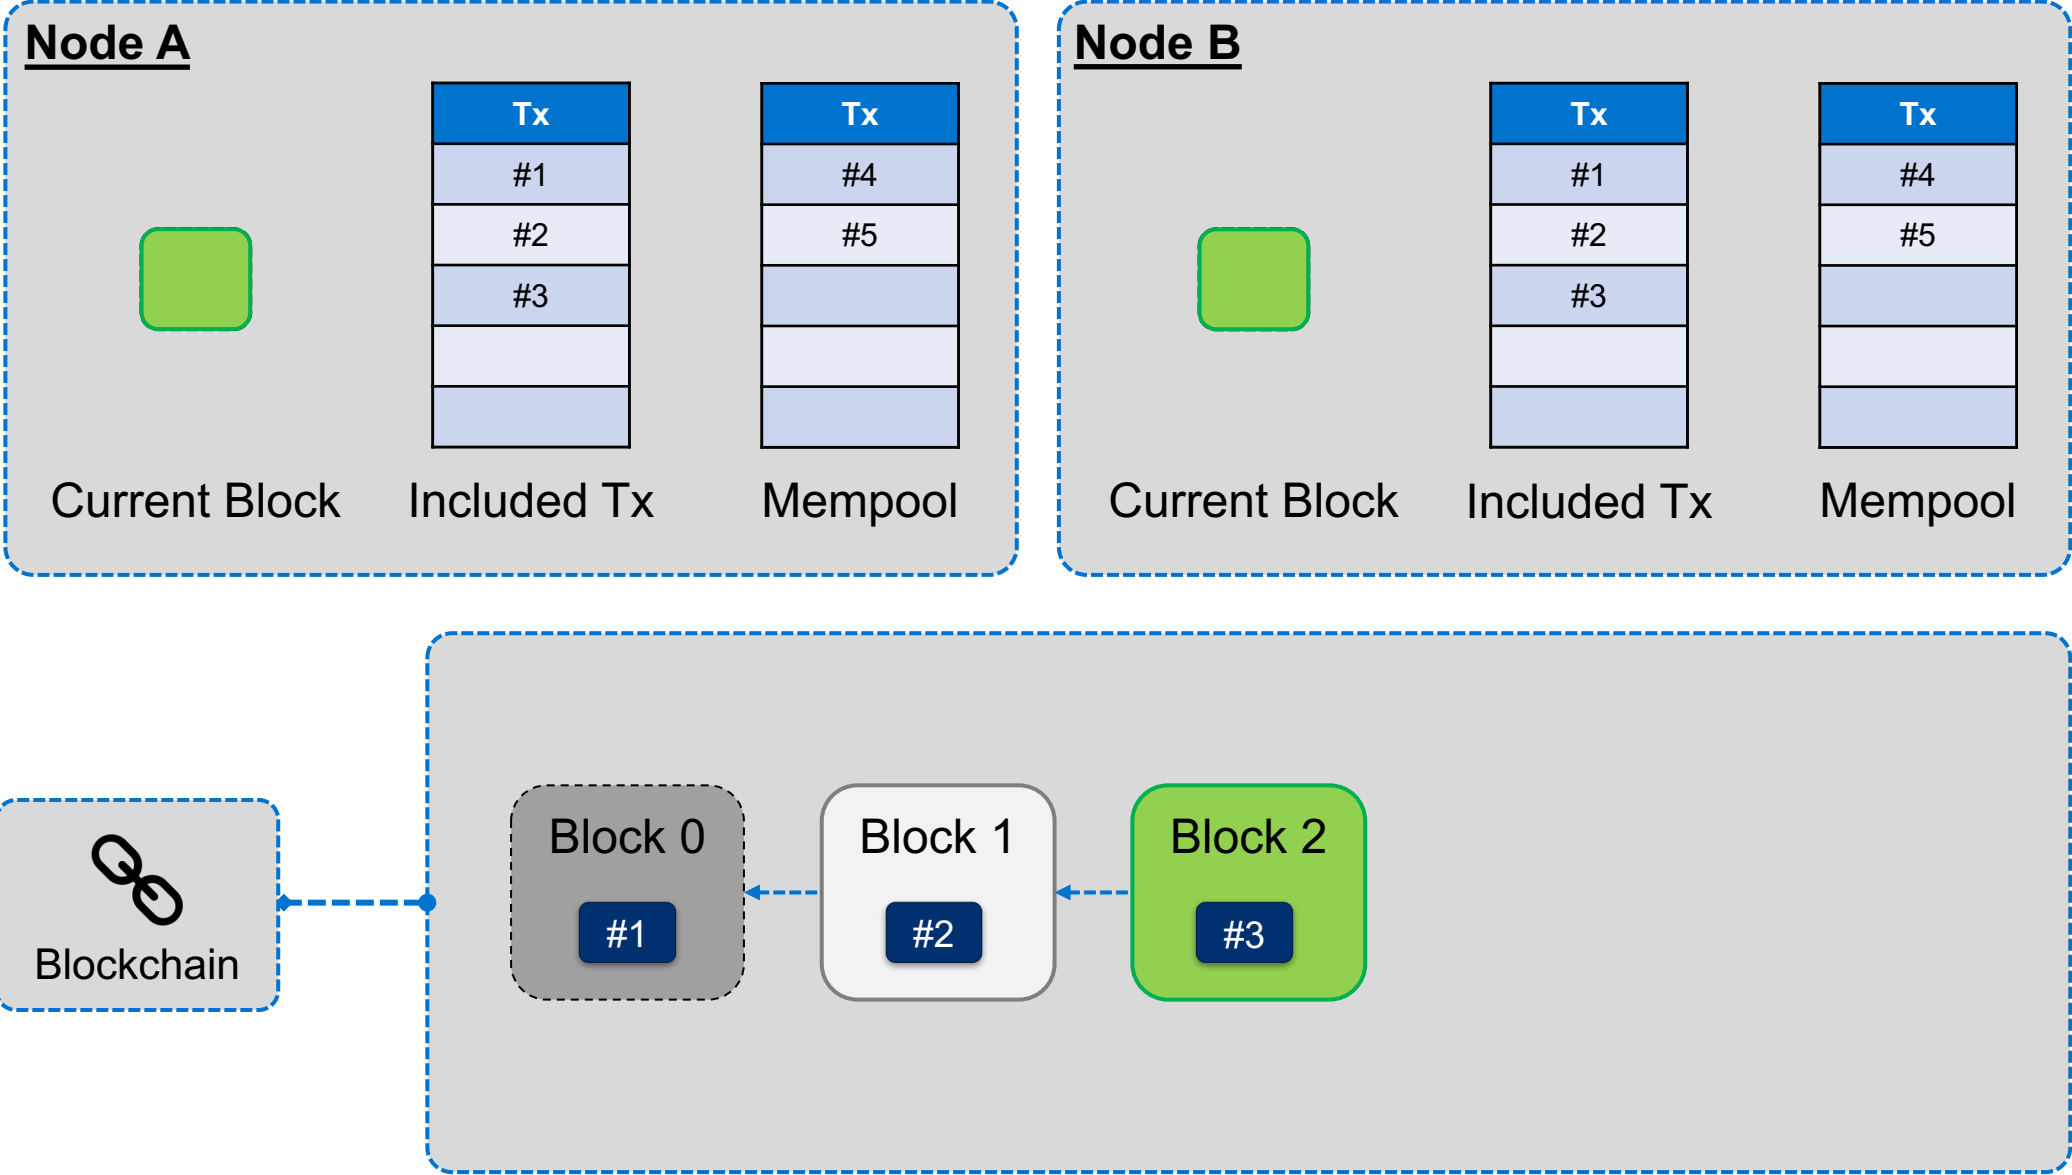 Node A
Tx
#1
#2
#3
Tx
#4
#5
Current Block
Included Tx
Mempool
Node B
Tx
#1
#2
#3
Tx
#4
#5
Current Block
Included Tx
Mempool
Blockchain
Block 0
#1
Block 1
#2
Block 2
#3